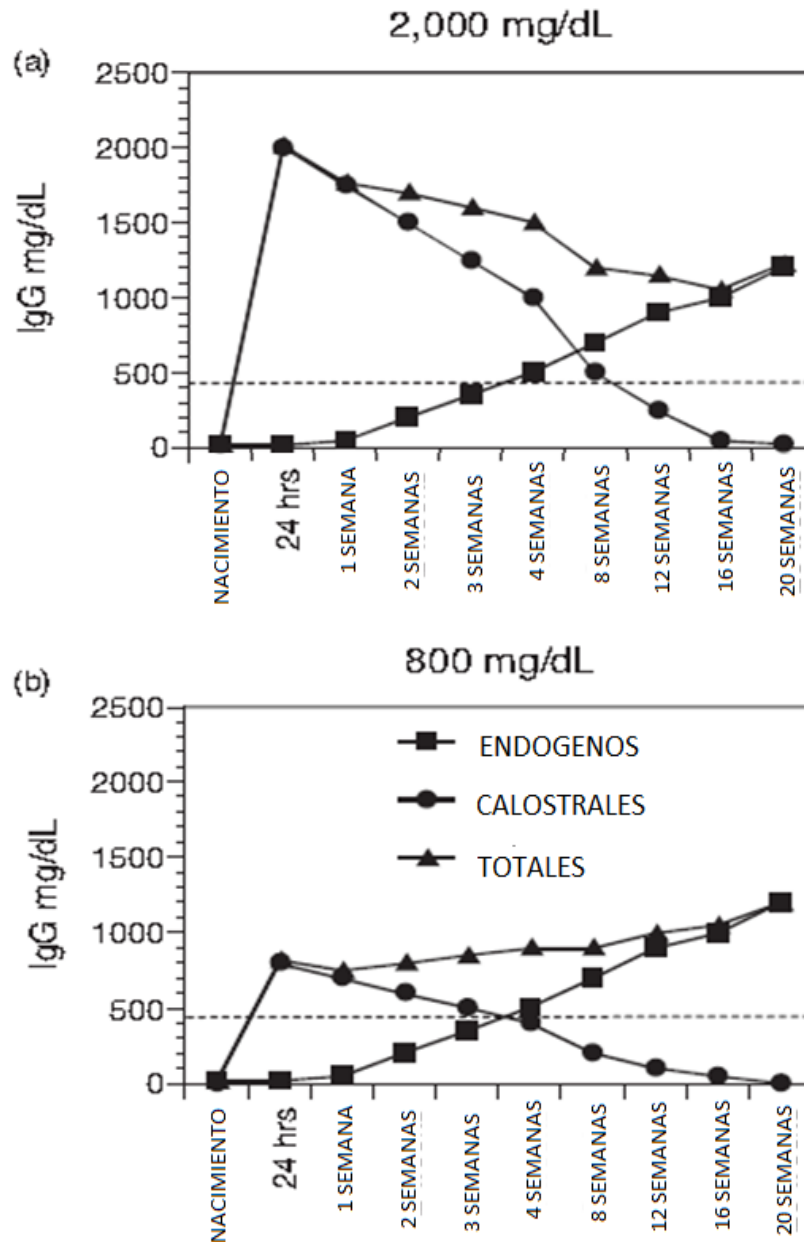 2,000 mg/dL
(a)
2500
2000
1500
1000
500
0
IgG mg/dL
NACIMIENTO
24 hrs
1 SEMANA
2 SEMANAS
3 SEMANAS
4 SEMANAS
8 SEMANAS
12 SEMANAS
16 SEMANAS
20 SEMANAS
800 mg/dL
(b)
2500
2000
1500
1000
500
0
IgG mg/dL
ENDOGENOS
CALOSTRALES
TOTALES
NACIMIENTO
24 hrs
1 SEMANA
2 SEMANAS
3 SEMANAS
4 SEMANAS
8 SEMANAS
12 SEMANAS
16 SEMANAS
20 SEMANAS